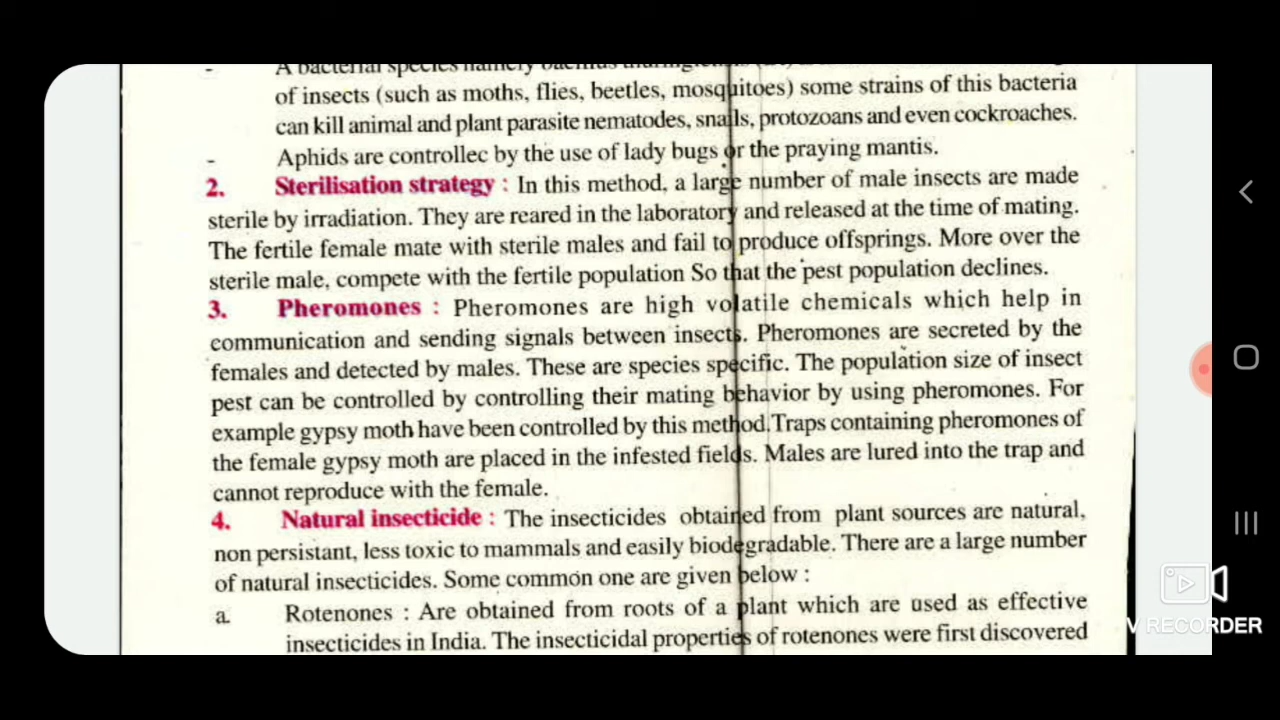 - A bacterial species namely bacillus
of insects (such as moths, flies, beetles, mosquitoes) some strains of this bacteria
can kill animal and plant parasite nematodes, snails, protozoans and even cockroaches.
- Aphids are controllec by the use of lady bugs or the praying mantis.
2. Sterilisation strategy : In this method, a large number of male insects are made
sterile by irradiation. They are reared in the laboratory and released at the time of mating.
The fertile female mate with sterile males and fail to produce offsprings. More over the
sterile male, compete with the fertile population So that the pest population declines.
3. Pheromones : Pheromones are high volatile chemicals which help in
communication and sending signals between insects. Pheromones are secreted by the
females and detected by males. These are species specific. The population size of insect
pest can be controlled by controlling their mating behavior by using pheromones. For
example gypsy moth have been controlled by this method. Traps containing pheromones of
the female gypsy moth are placed in the infested fields. Males are lured into the trap and
cannot reproduce with the female.
4. Natural insecticide : The insecticides obtained from plant sources are natural,
non persistant, less toxic to mammals and easily biodegradable. There are a large number
of natural insecticides. Some common one are given below :
a. Rotenones : Are obtained from roots of a plant which are used as effective
insecticides in India. The insecticidal properties of rotenones were first discovered
V RECORDER